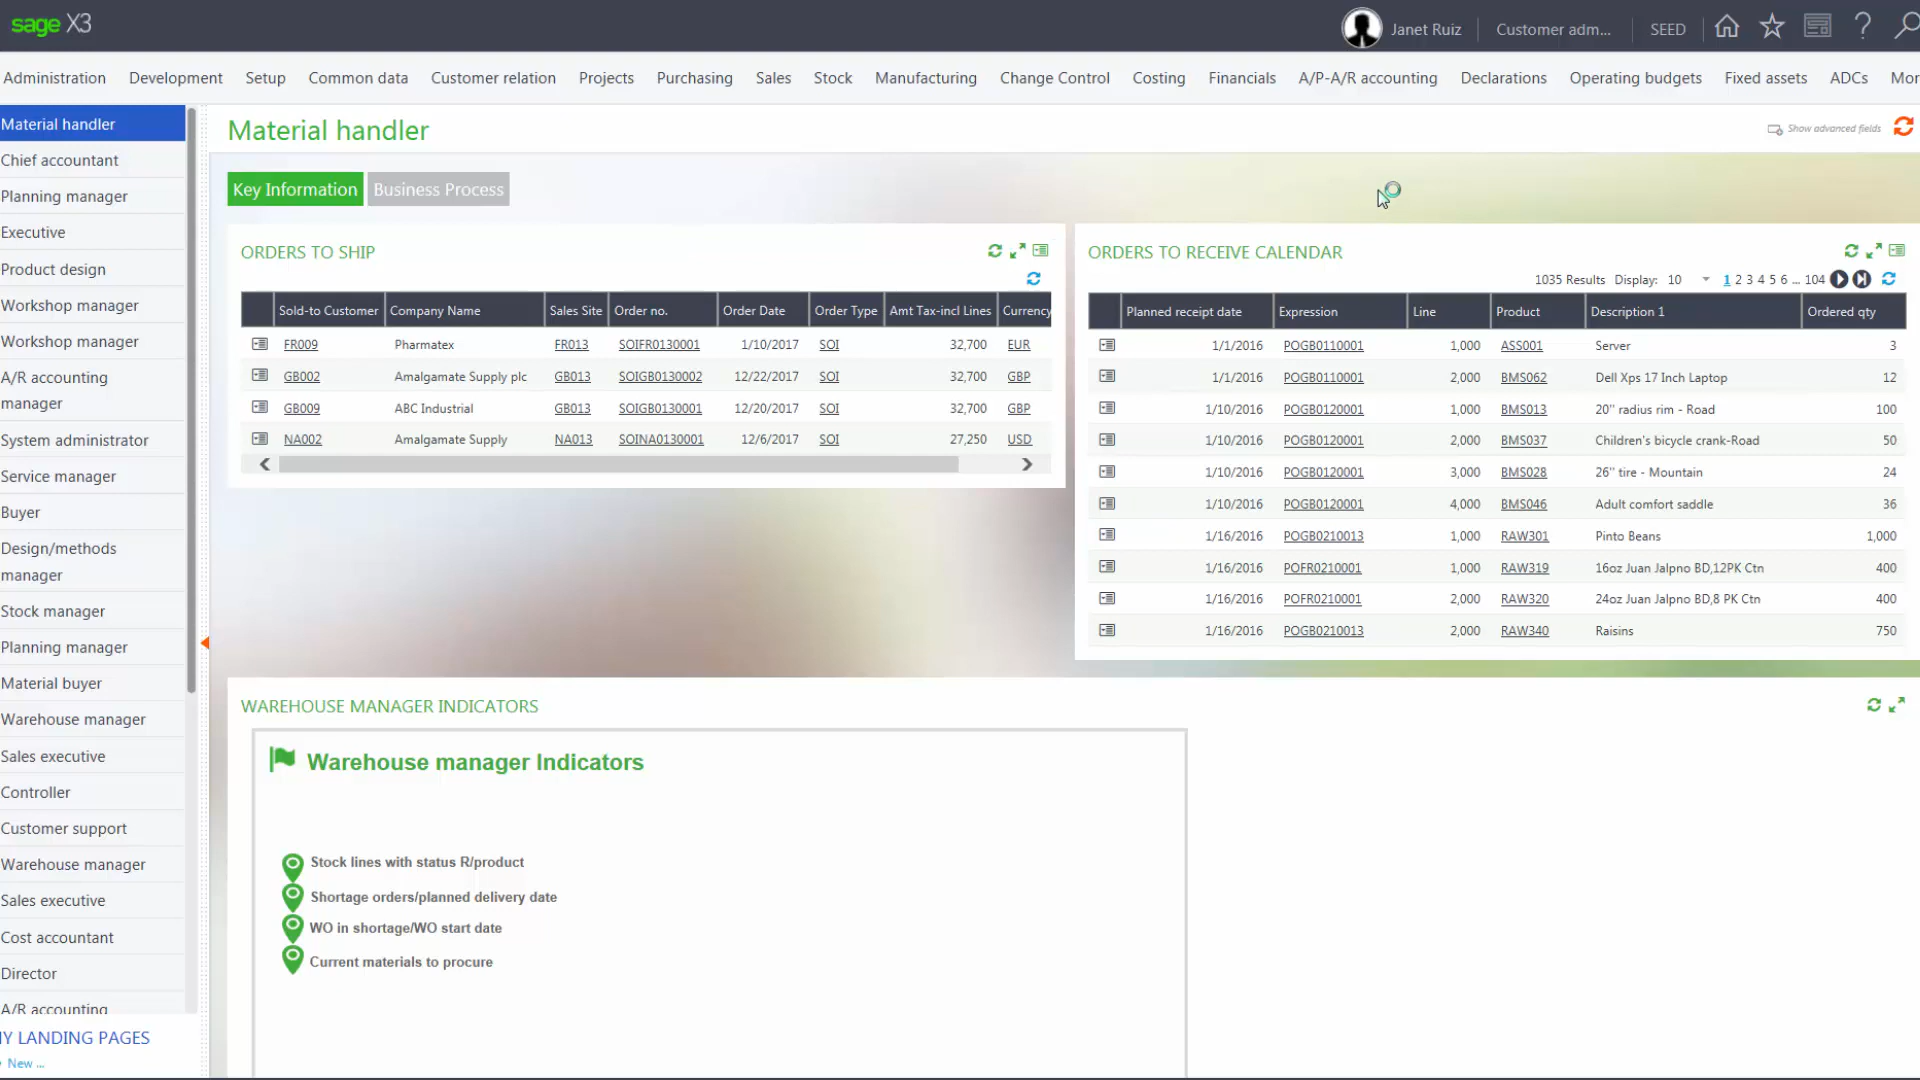 sage X3
Janet Ruiz
Customer adm...
SEED
Administration Development Setup Common data Customer relation Projects Purchasing Sales Stock Manufacturing Change Control Costing Financials A/P-A/R accounting Declarations Operating budgets Fixed assets ADCs Mor
Material handler
Chief accountant
Planning manager
Executive
Product design
Workshop manager
Workshop manager
A/R accounting
manager
System administrator
Service manager
Buyer
Design/methods
manager
Stock manager
Planning manager
Material buyer
Warehouse manager
Sales executive
Controller
Customer support
Warehouse manager
Sales executive
Cost accountant
Director
A/R accounting
Y LANDING PAGES
New ...
Material handler
Show advanced fields
Key Information Business Process
ORDERS TO SHIP
Sold-to Customer Company Name Sales Site Order no. Order Date Order Type Amt Tax-incl Lines Currency
FR009 Pharmatex FR013 SOIFR0130001 1/10/2017 SOI 32,700 EUR
GB002 Amalgamate Supply plc GB013 SOIGB0130002 12/22/2017 SOI 32,700 GBP
GB009 ABC Industrial GB013 SOIGB0130001 12/20/2017 SOI 32,700 GBP
NA002 Amalgamate Supply NA013 SOINA0130001 12/6/2017 SOI 27,250 USD
ORDERS TO RECEIVE CALENDAR
1035 Results Display: 10 1 2 3 4 5 6 ... 104
Planned receipt date Expression Line Product Description 1 Ordered qty
1/1/2016 POGB0110001 1,000 ASS001 Server 3
1/1/2016 POGB0110001 2,000 BMS062 Dell Xps 17 Inch Laptop 12
1/10/2016 POGB0120001 1,000 BMS013 20'' radius rim - Road 100
1/10/2016 POGB0120001 2,000 BMS037 Children's bicycle crank-Road 50
1/10/2016 POGB0120001 3,000 BMS028 26'' tire - Mountain 24
1/10/2016 POGB0120001 4,000 BMS046 Adult comfort saddle 36
1/16/2016 POGB0210013 1,000 RAW301 Pinto Beans 1,000
1/16/2016 POFR0210001 1,000 RAW319 16oz Juan Jalpno BD,12PK Ctn 400
1/16/2016 POFR0210001 2,000 RAW320 24oz Juan Jalpno BD,8 PK Ctn 400
1/16/2016 POGB0210013 2,000 RAW340 Raisins 750
WAREHOUSE MANAGER INDICATORS
Warehouse manager Indicators
Stock lines with status R/product
Shortage orders/planned delivery date
WO in shortage/WO start date
Current materials to procure